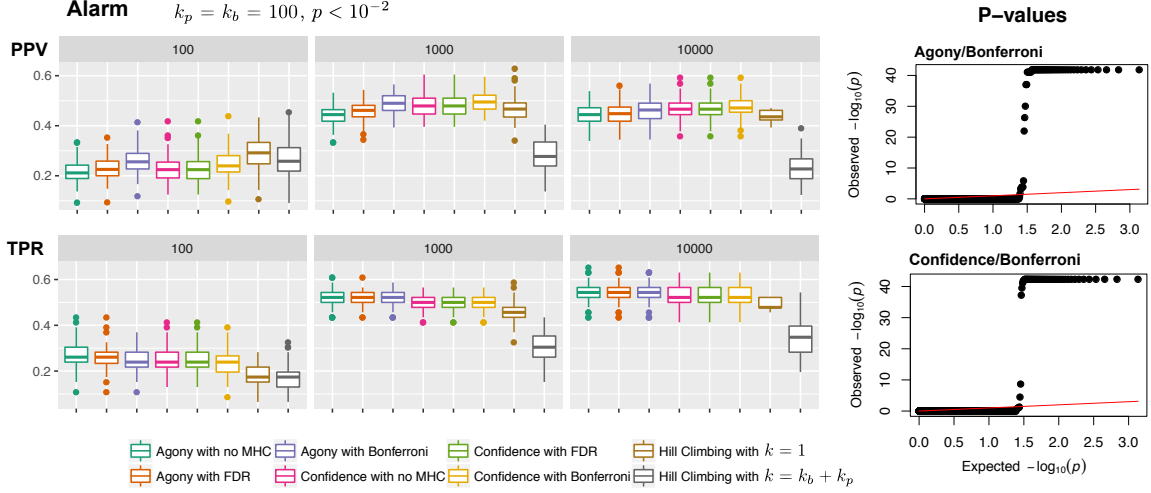 Alarm k_p = k_b = 100, p < 10^{-2}
PPV
100 1000 10000
0.6
0.4
0.2
TPR
100 1000 10000
0.6
0.4
0.2
Agony with no MHC Agony with Bonferroni Confidence with FDR Hill Climbing with k = 1
Agony with FDR Confidence with no MHC Confidence with Bonferroni Hill Climbing with k = k_b + k_p
P-values
Agony/Bonferroni
Observed −log10(p)
40
30
20
10
0
0.0 0.5 1.0 1.5 2.0 2.5 3.0
Confidence/Bonferroni
Observed −log10(p)
40
30
20
10
0
0.0 0.5 1.0 1.5 2.0 2.5 3.0
Expected −log10(p)